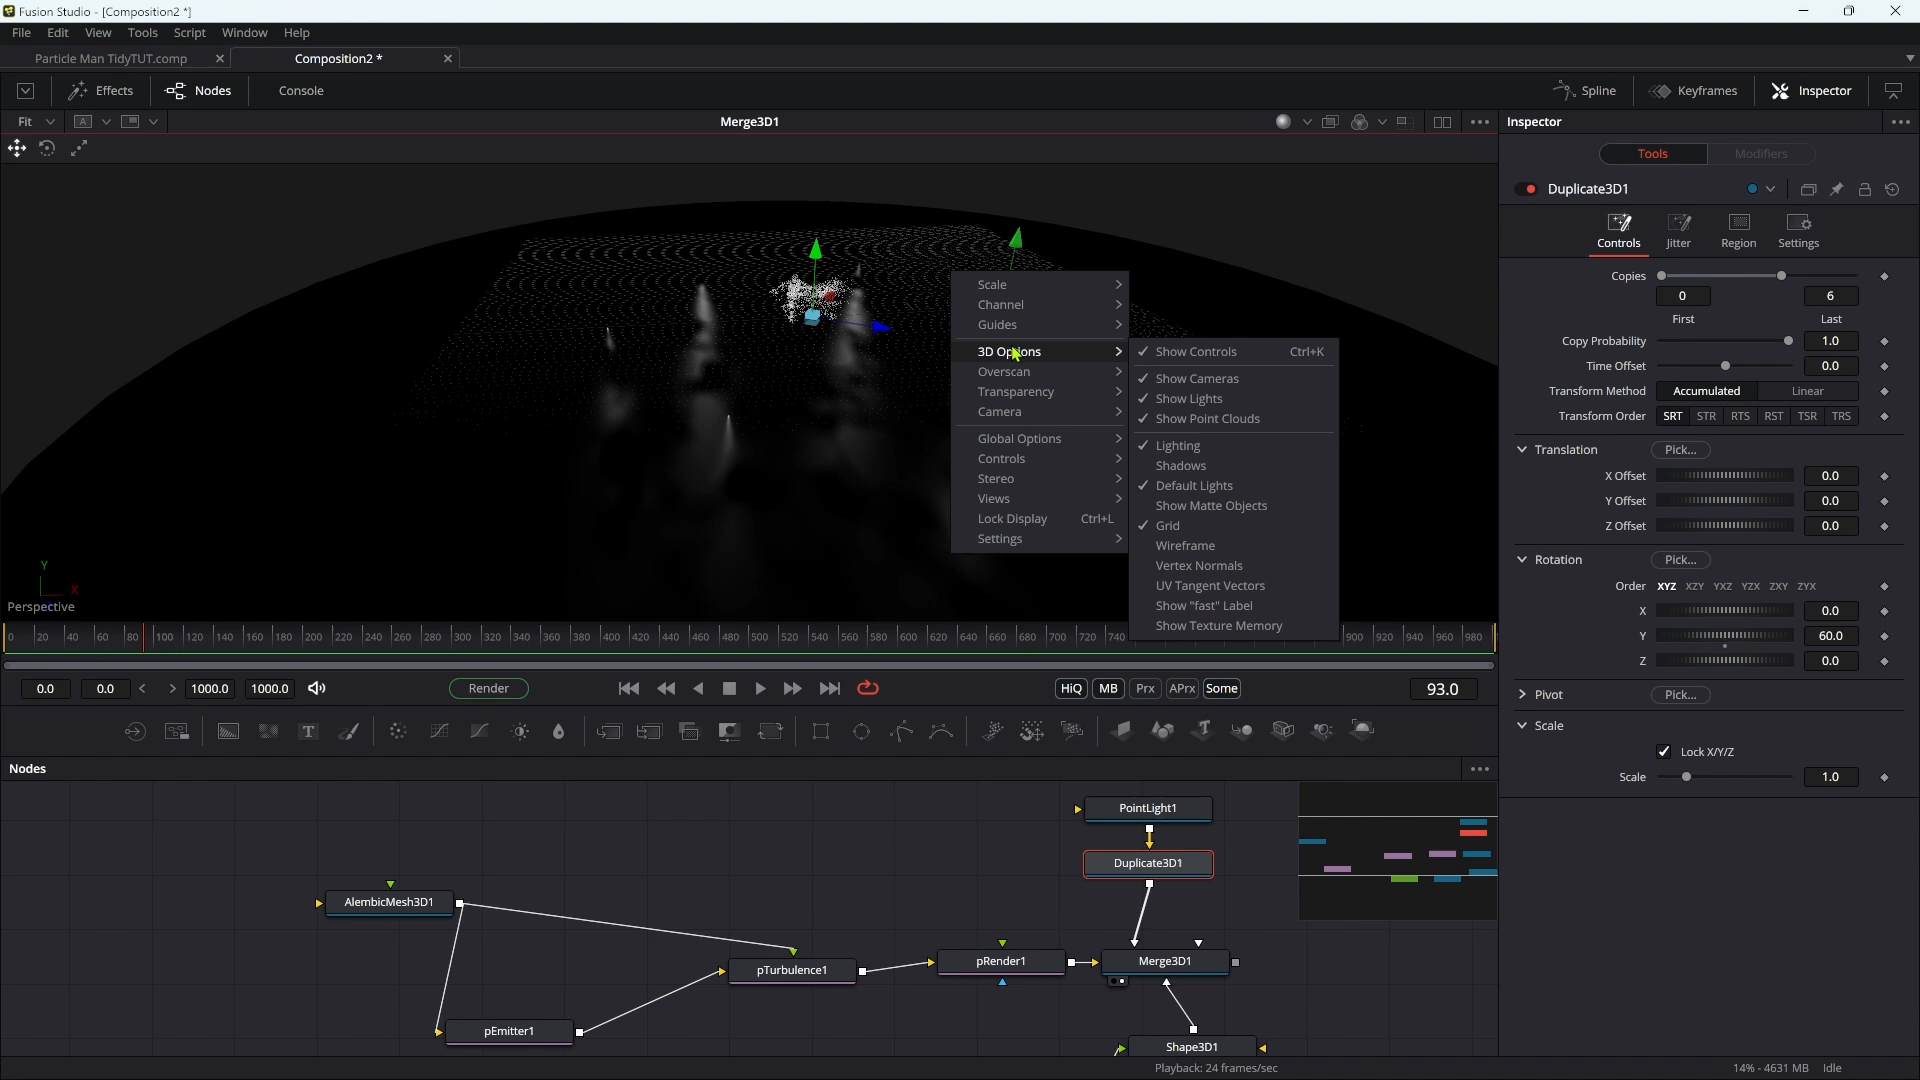 Fusion Studio - [Composition2 *]
File Edit View Tools Script Window Help
Particle Man TidyTUT.comp Composition2 *
Effects Nodes Console Spline Keyframes Inspector
Fit A Merge3D1 Inspector
Tools Modifiers
Duplicate3D1
Controls Jitter Region Settings
Copies
0 6
First Last
Copy Probability 1.0
Time Offset 0.0
Transform Method Accumulated Linear
Transform Order SRT STR RTS RST TSR TRS
Translation Pick...
X Offset 0.0
Y Offset 0.0
Z Offset 0.0
Rotation Pick...
Order XYZ XZY YXZ YZX ZXY ZYX
X 0.0
Y 60.0
Z 0.0
Pivot Pick...
Scale
Lock X/Y/Z
Scale 1.0
Scale
Channel
Guides
3D Options
Overscan
Transparency
Camera
Global Options
Controls
Stereo
Views
Lock Display Ctrl+L
Settings
Show Controls Ctrl+K
Show Cameras
Show Lights
Show Point Clouds
Lighting
Shadows
Default Lights
Show Matte Objects
Grid
Wireframe
Vertex Normals
UV Tangent Vectors
Show "fast" Label
Show Texture Memory
Y
X
Perspective
0 20 40 60 80 100 120 140 160 180 200 220 240 260 280 300 320 340 360 380 400 420 440 460 480 500 520 540 560 580 600 620 640 660 680 700 720 740 900 920 940 960 980
0.0 0.0 1000.0 1000.0 Render HiQ MB Prx APrx Some 93.0
Nodes
PointLight1
Duplicate3D1
AlembicMesh3D1
pTurbulence1
pRender1
Merge3D1
pEmitter1
Shape3D1
Playback: 24 frames/sec 14% - 4631 MB Idle